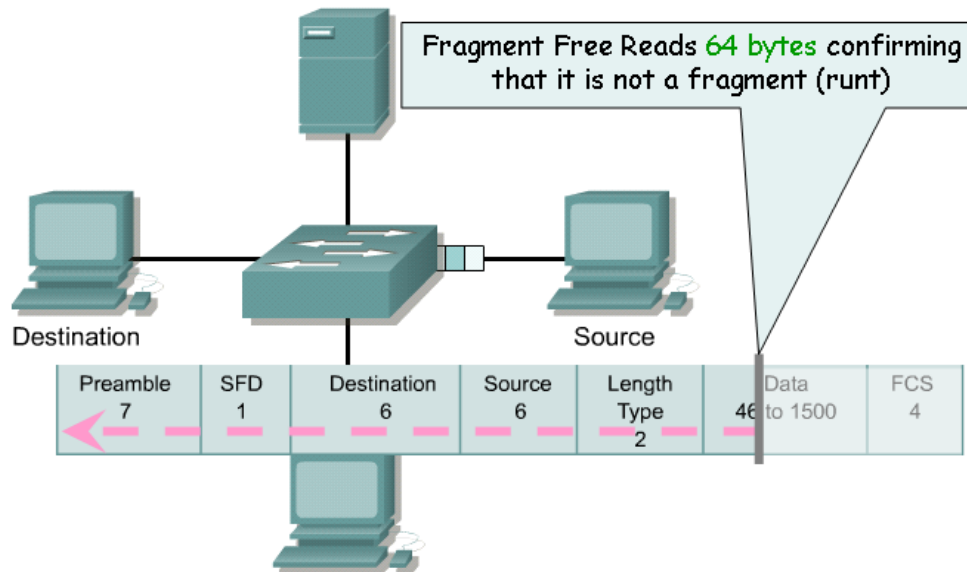 Fragment Free Reads 64 bytes confirming
that it is not a fragment (runt)
Destination
Source
Preamble
7
SFD
1
Destination
6
Source
6
Length
Type
2
Data
46 to 1500
FCS
4